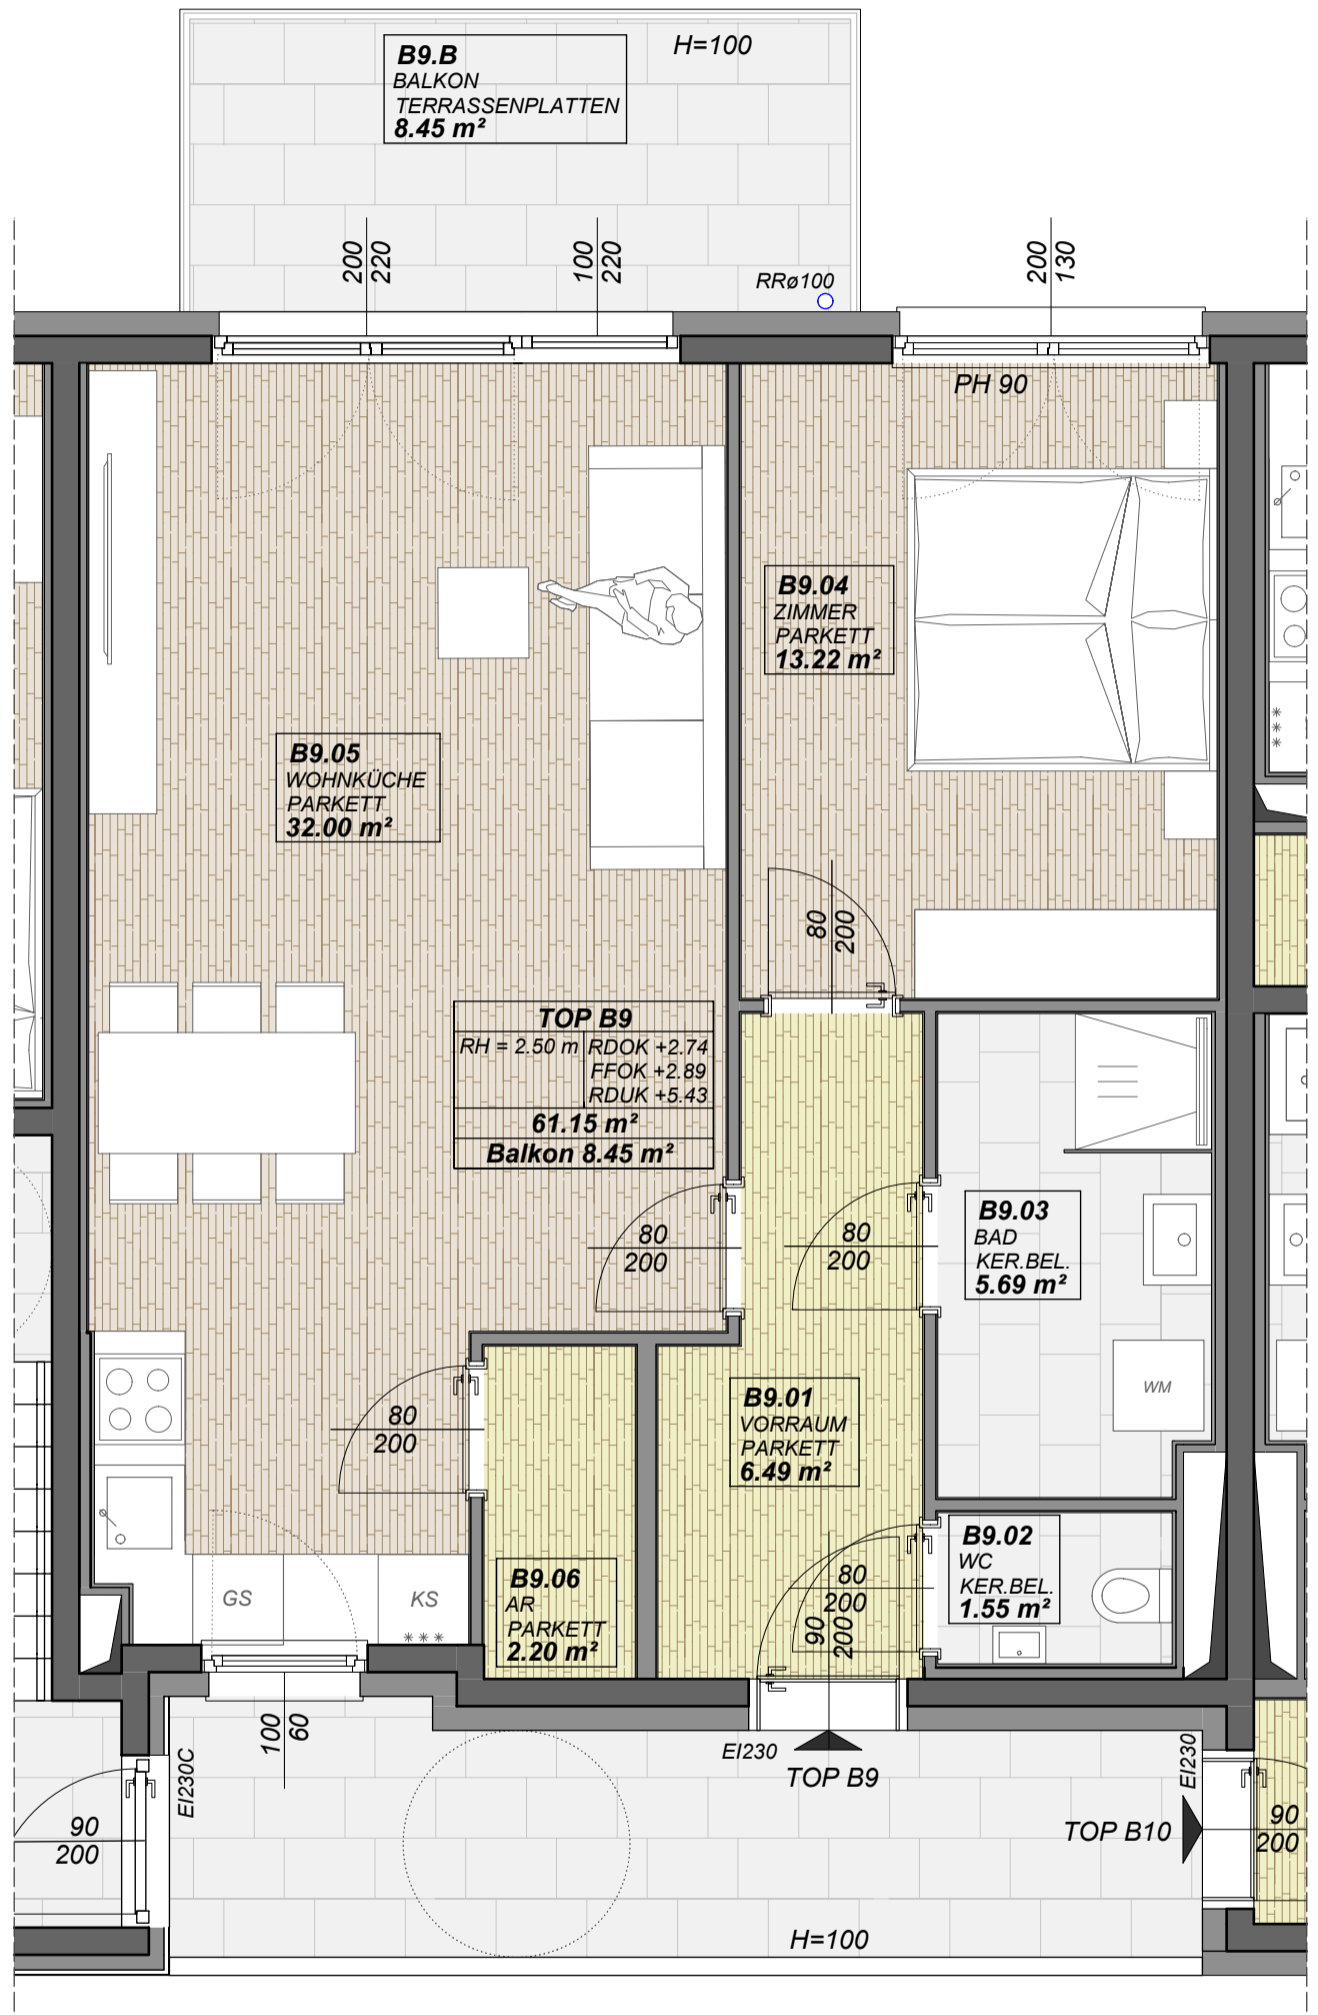 B9.B
BALKON
TERRASSENPLATTEN
8.45 m²
H=100
200
220
100
220
RRø100
200
130
PH 90
B9.04
ZIMMER
PARKETT
13.22 m²
B9.05
WOHNKÜCHE
PARKETT
32.00 m²
80
200
TOP B9
RH = 2.50 m
RDOK +2.74
FFOK +2.89
RDUK +5.43
61.15 m²
Balkon 8.45 m²
80
200
80
200
B9.03
BAD
KER.BEL.
5.69 m²
WM
80
200
B9.01
VORRAUM
PARKETT
6.49 m²
B9.02
WC
KER.BEL.
1.55 m²
80
200
90
200
B9.06
AR
PARKETT
2.20 m²
GS
KS
***
***
100
60
EI230C
EI230
TOP B9
EI230
TOP B10
90
200
90
200
H=100